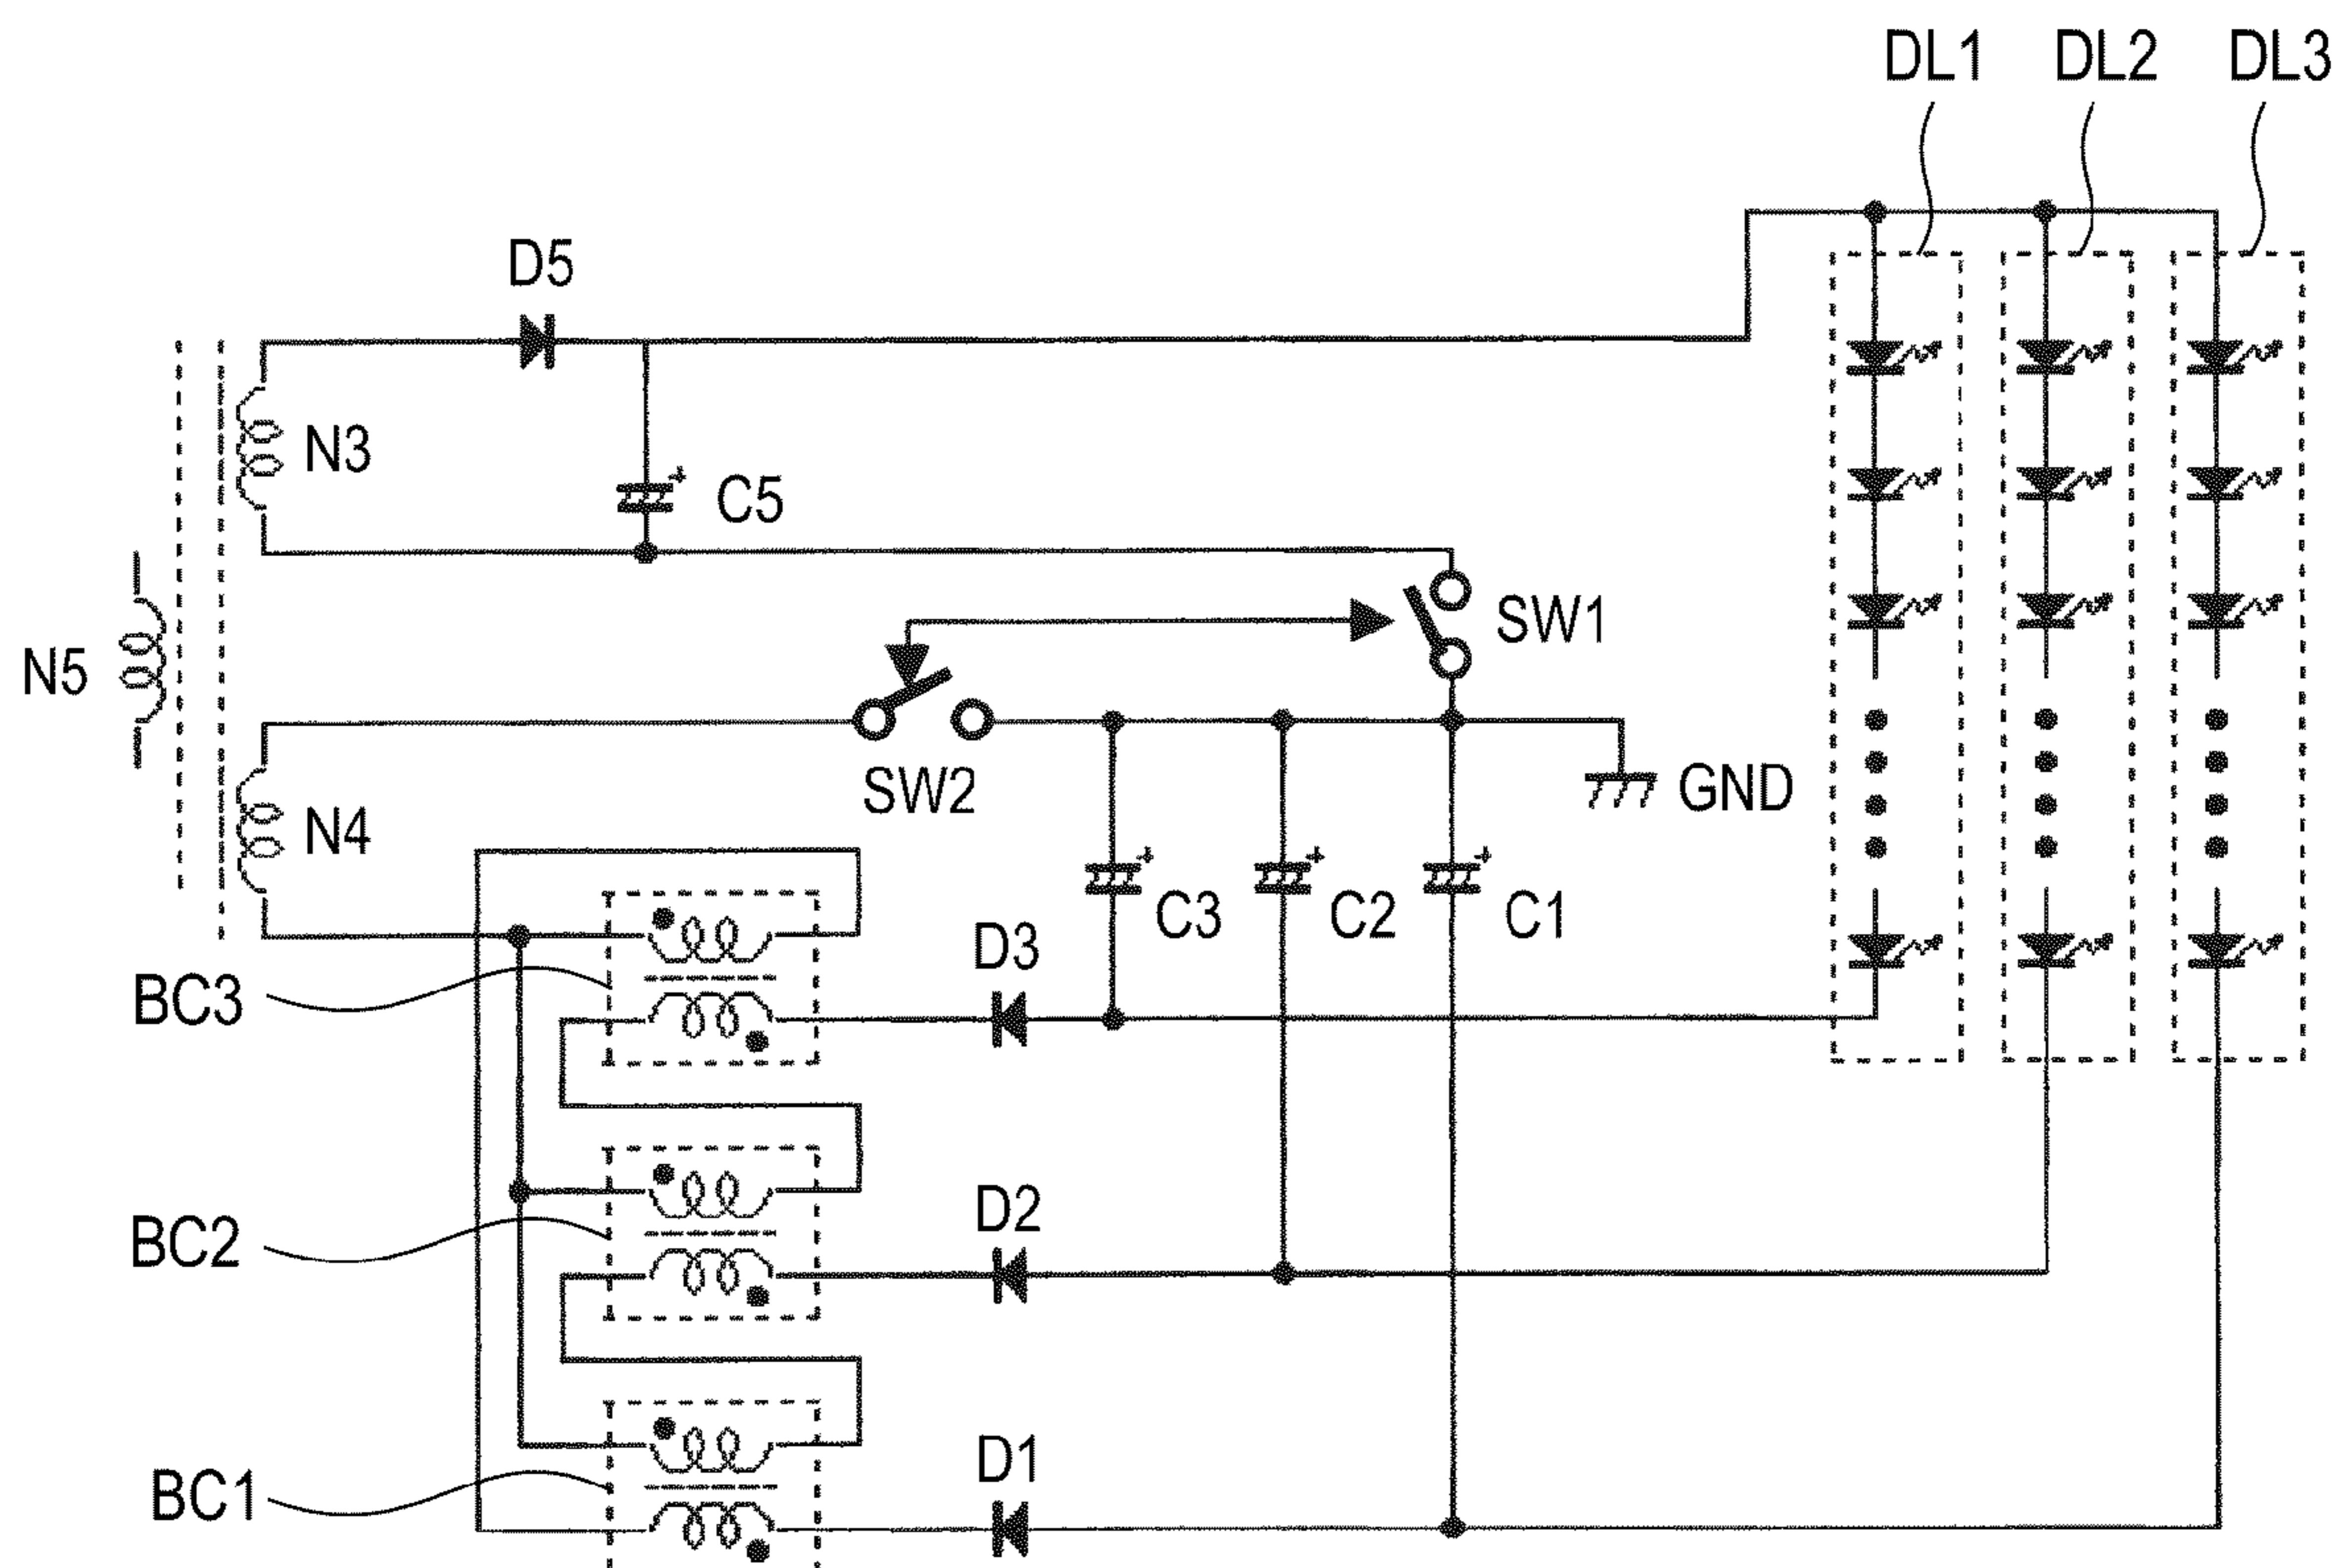 DL1 DL2 DL3
D5
N3
C5
SW1
N5
SW2
GND
N4
C3 C2 C1
D3
BC3
D2
BC2
D1
BC1